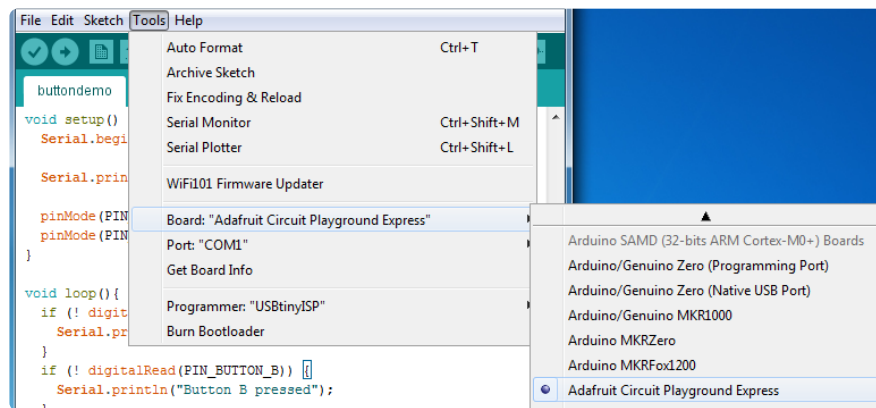 File Edit Sketch Tools Help
Auto Format Ctrl+T
Archive Sketch
Fix Encoding & Reload
Serial Monitor Ctrl+Shift+M
Serial Plotter Ctrl+Shift+L
WiFi101 Firmware Updater
Board: "Adafruit Circuit Playground Express"
Port: "COM1"
Get Board Info
Programmer: "USBtinyISP"
Burn Bootloader
Arduino SAMD (32-bits ARM Cortex-M0+) Boards
Arduino/Genuino Zero (Programming Port)
Arduino/Genuino Zero (Native USB Port)
Arduino/Genuino MKR1000
Arduino MKRZero
Arduino MKRFox1200
Adafruit Circuit Playground Express
buttondemo
void setup()
Serial.begi
Serial.prin
pinMode(PIN
pinMode(PIN
}
void loop(){
if (! digit
Serial.pr
}
if (! digitalRead(PIN_BUTTON_B)) {
Serial.println("Button B pressed");